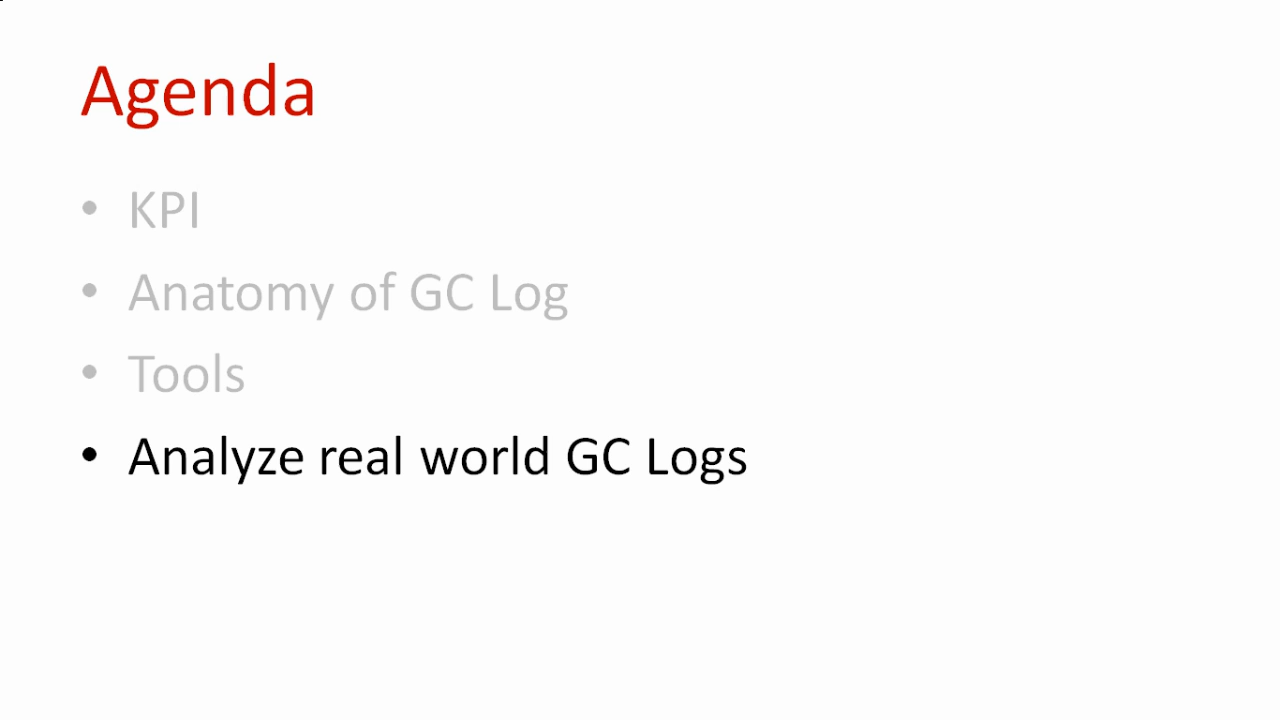 Agenda
• KPI
• Anatomy of GC Log
• Tools
• Analyze real world GC Logs